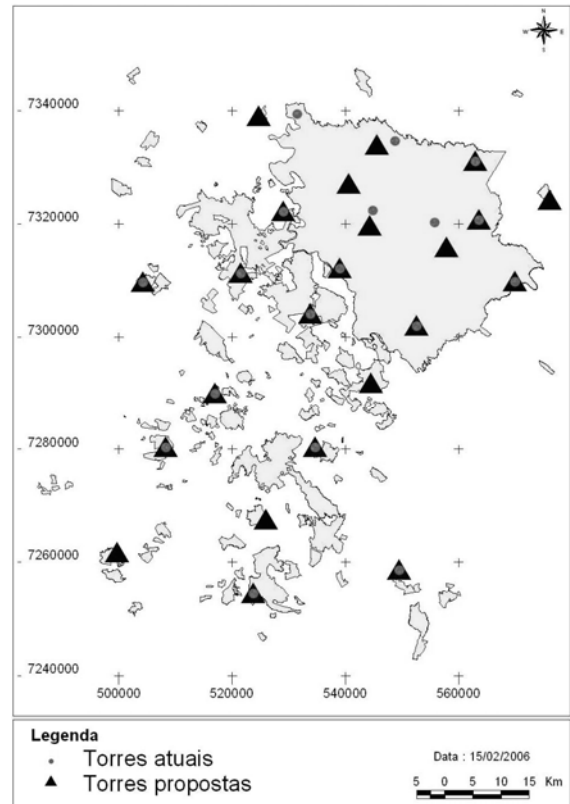 N
W E
S
7340000
7320000
7300000
7280000
7260000
7240000
500000 520000 540000 560000
Legenda
Torres atuais
Torres propostas
Data : 15/02/2006
5 0 5 10 15 Km